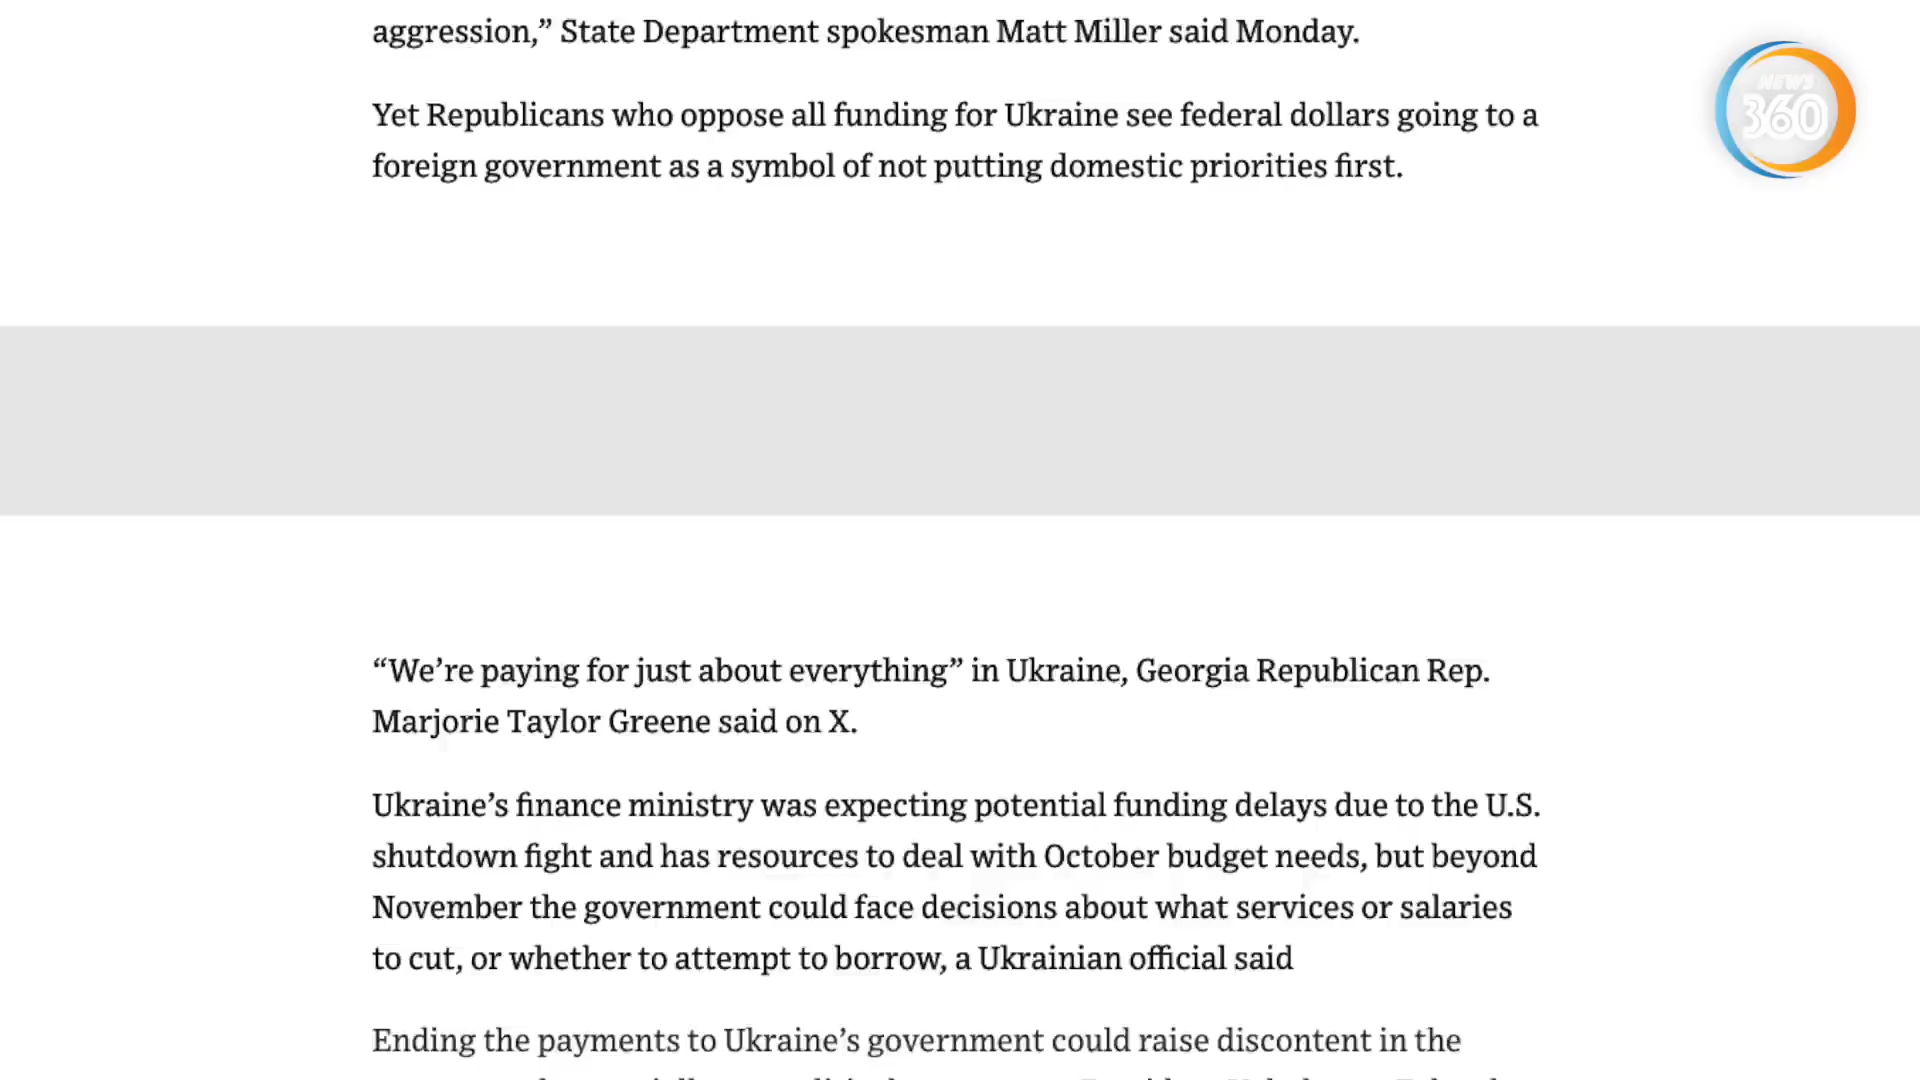 aggression,” State Department spokesman Matt Miller said Monday.
NEWS
360
Yet Republicans who oppose all funding for Ukraine see federal dollars going to a
foreign government as a symbol of not putting domestic priorities first.
“We’re paying for just about everything” in Ukraine, Georgia Republican Rep.
Marjorie Taylor Greene said on X.
Ukraine’s finance ministry was expecting potential funding delays due to the U.S.
shutdown fight and has resources to deal with October budget needs, but beyond
November the government could face decisions about what services or salaries
to cut, or whether to attempt to borrow, a Ukrainian official said
Ending the payments to Ukraine’s government could raise discontent in the